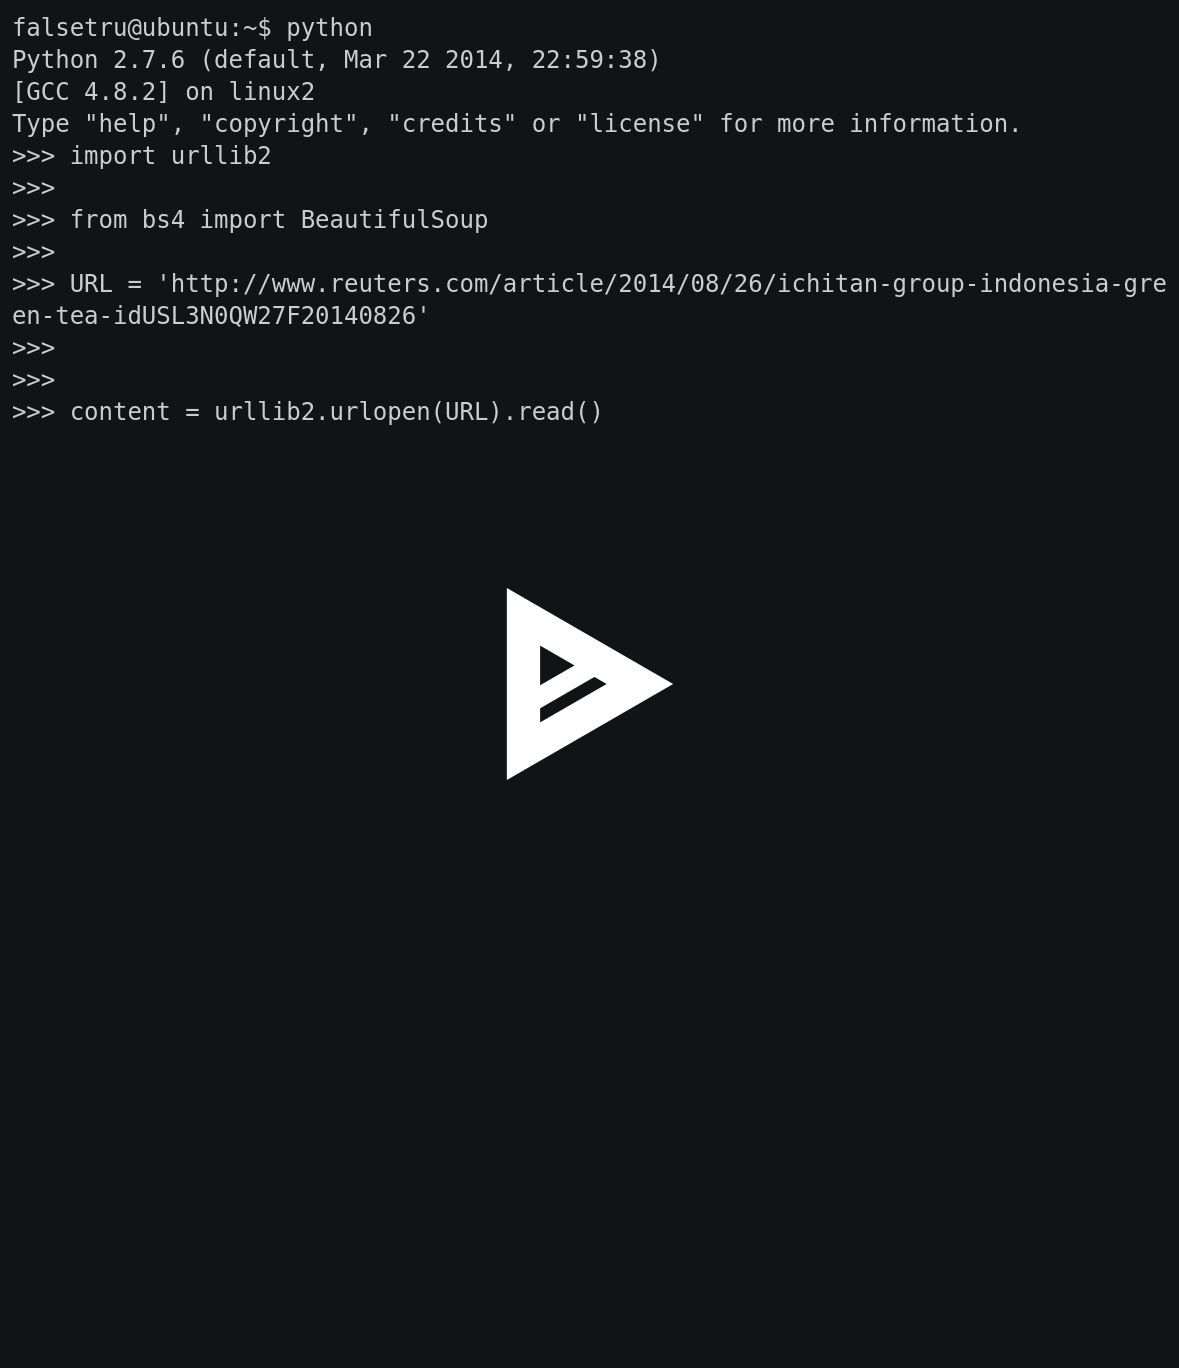 falsetru@ubuntu:~$ python
Python 2.7.6 (default, Mar 22 2014, 22:59:38)
[GCC 4.8.2] on linux2
Type "help", "copyright", "credits" or "license" for more information.
>>> import urllib2
>>>
>>> from bs4 import BeautifulSoup
>>>
>>> URL = 'http://www.reuters.com/article/2014/08/26/ichitan-group-indonesia-gre
en-tea-idUSL3N0QW27F20140826'
>>>
>>>
>>> content = urllib2.urlopen(URL).read()